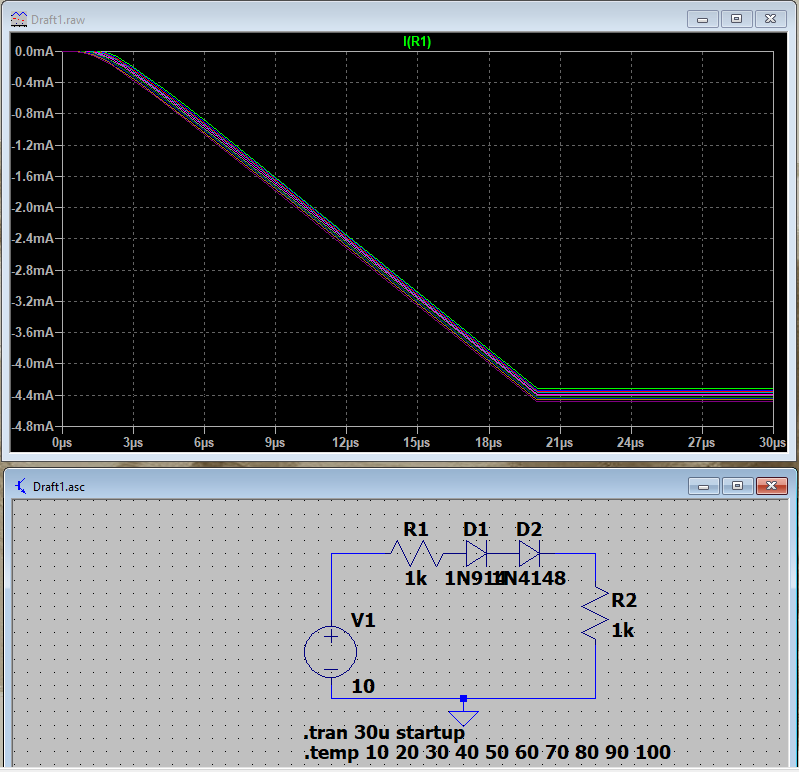 Draft1.raw
I(R1)
0.0mA
-0.4mA
-0.8mA
-1.2mA
-1.6mA
-2.0mA
-2.4mA
-2.8mA
-3.2mA
-3.6mA
-4.0mA
-4.4mA
-4.8mA
0µs 3µs 6µs 9µs 12µs 15µs 18µs 21µs 24µs 27µs 30µs
Draft1.asc
R1 D1 D2
1k 1N914 1N4148
R2
1k
V1
10
.tran 30u startup
.temp 10 20 30 40 50 60 70 80 90 100